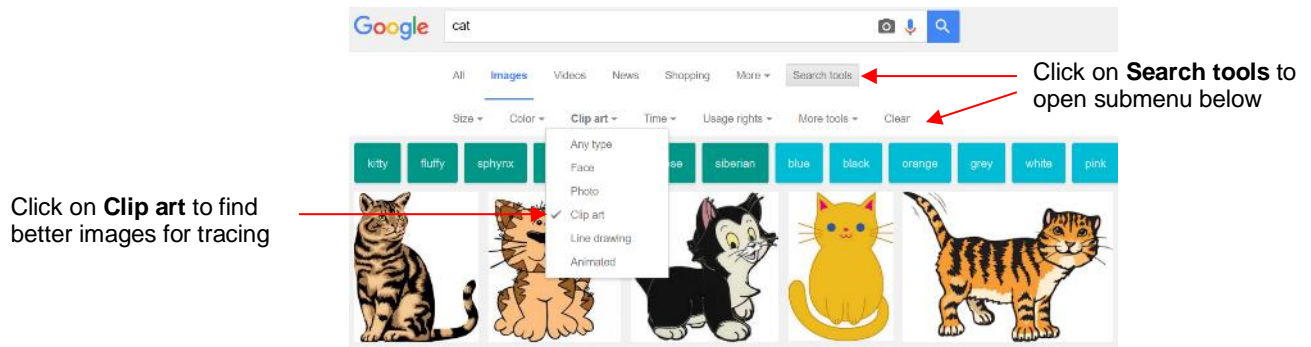 Google cat
All Images Videos News Shopping More Search tools
Click on Search tools to
open submenu below
Size Color Clip art Time Usage rights More tools Clear
Any type
Face
Photo
Clip art
Line drawing
Animated
kitty fluffy sphynx siberian blue black orange grey white pink
Click on Clip art to find
better images for tracing